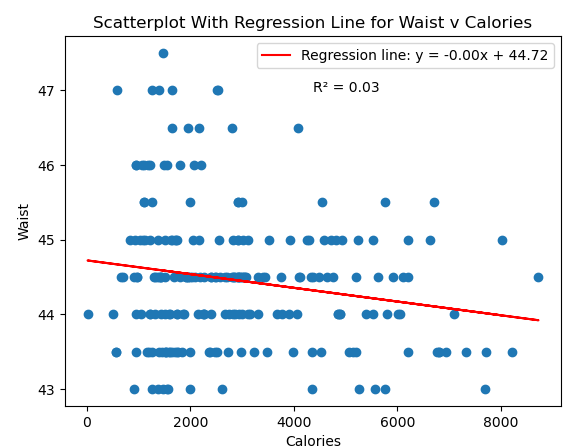 Scatterplot With Regression Line for Waist v Calories
Regression line: y = -0.00x + 44.72
R² = 0.03
47
46
45
44
43
Waist
0 2000 4000 6000 8000
Calories